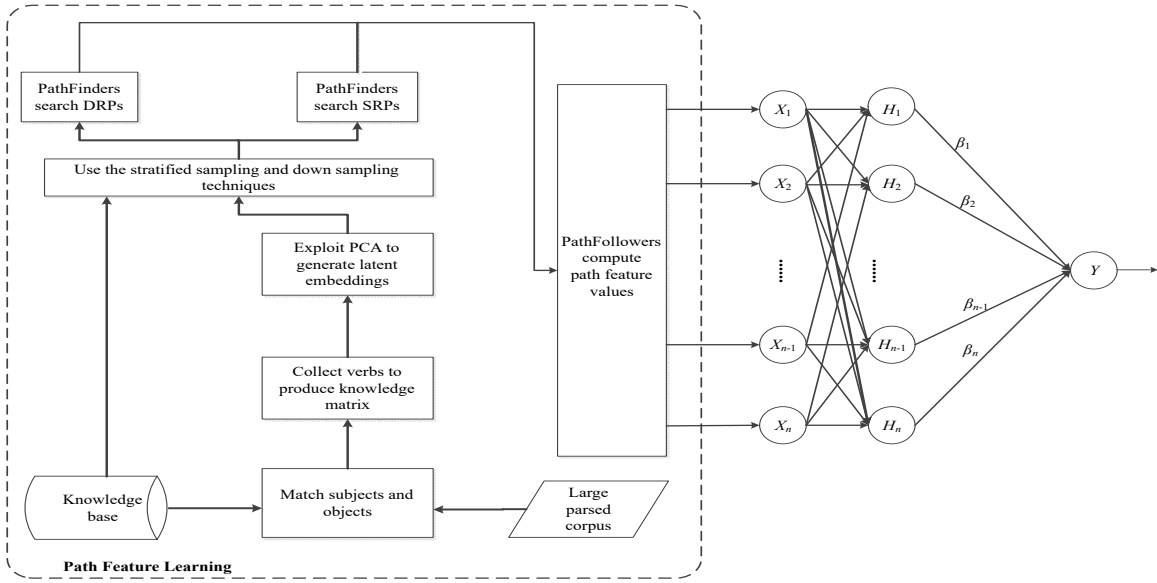 PathFinders
search DRPs
PathFinders
search SRPs
Use the stratified sampling and down sampling
techniques
Exploit PCA to
generate latent
embeddings
Collect verbs to
produce knowledge
matrix
Match subjects and
objects
Knowledge
base
Large
parsed
corpus
Path Feature Learning
PathFollowers
compute
path feature
values
X1
X2
Xn-1
Xn
H1
H2
Hn-1
Hn
β1
β2
βn-1
βn
Y